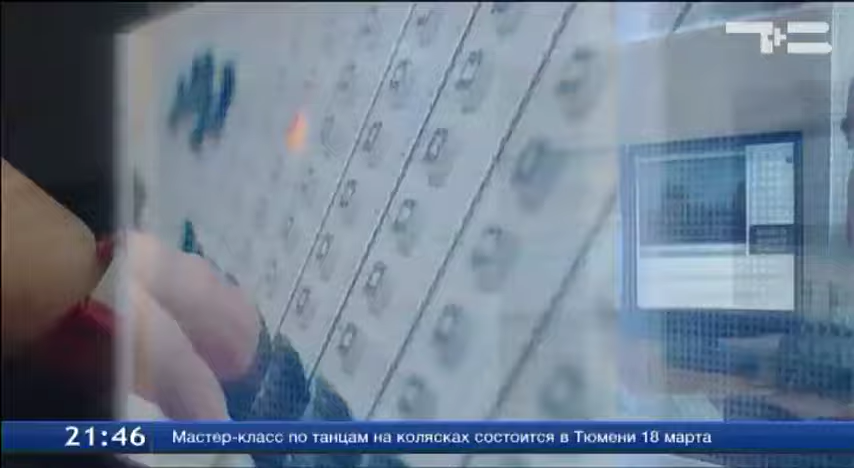 Т+В
21:46 Мастер-класс по танцам на колясках состоится в Тюмени 18 марта